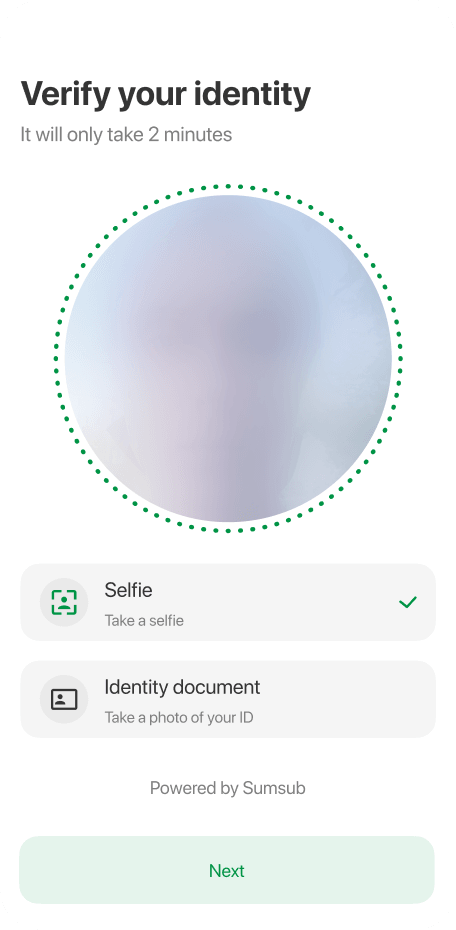 Verify your identity
It will only take 2 minutes
Selfie
Take a selfie
Identity document
Take a photo of your ID
Powered by Sumsub
Next